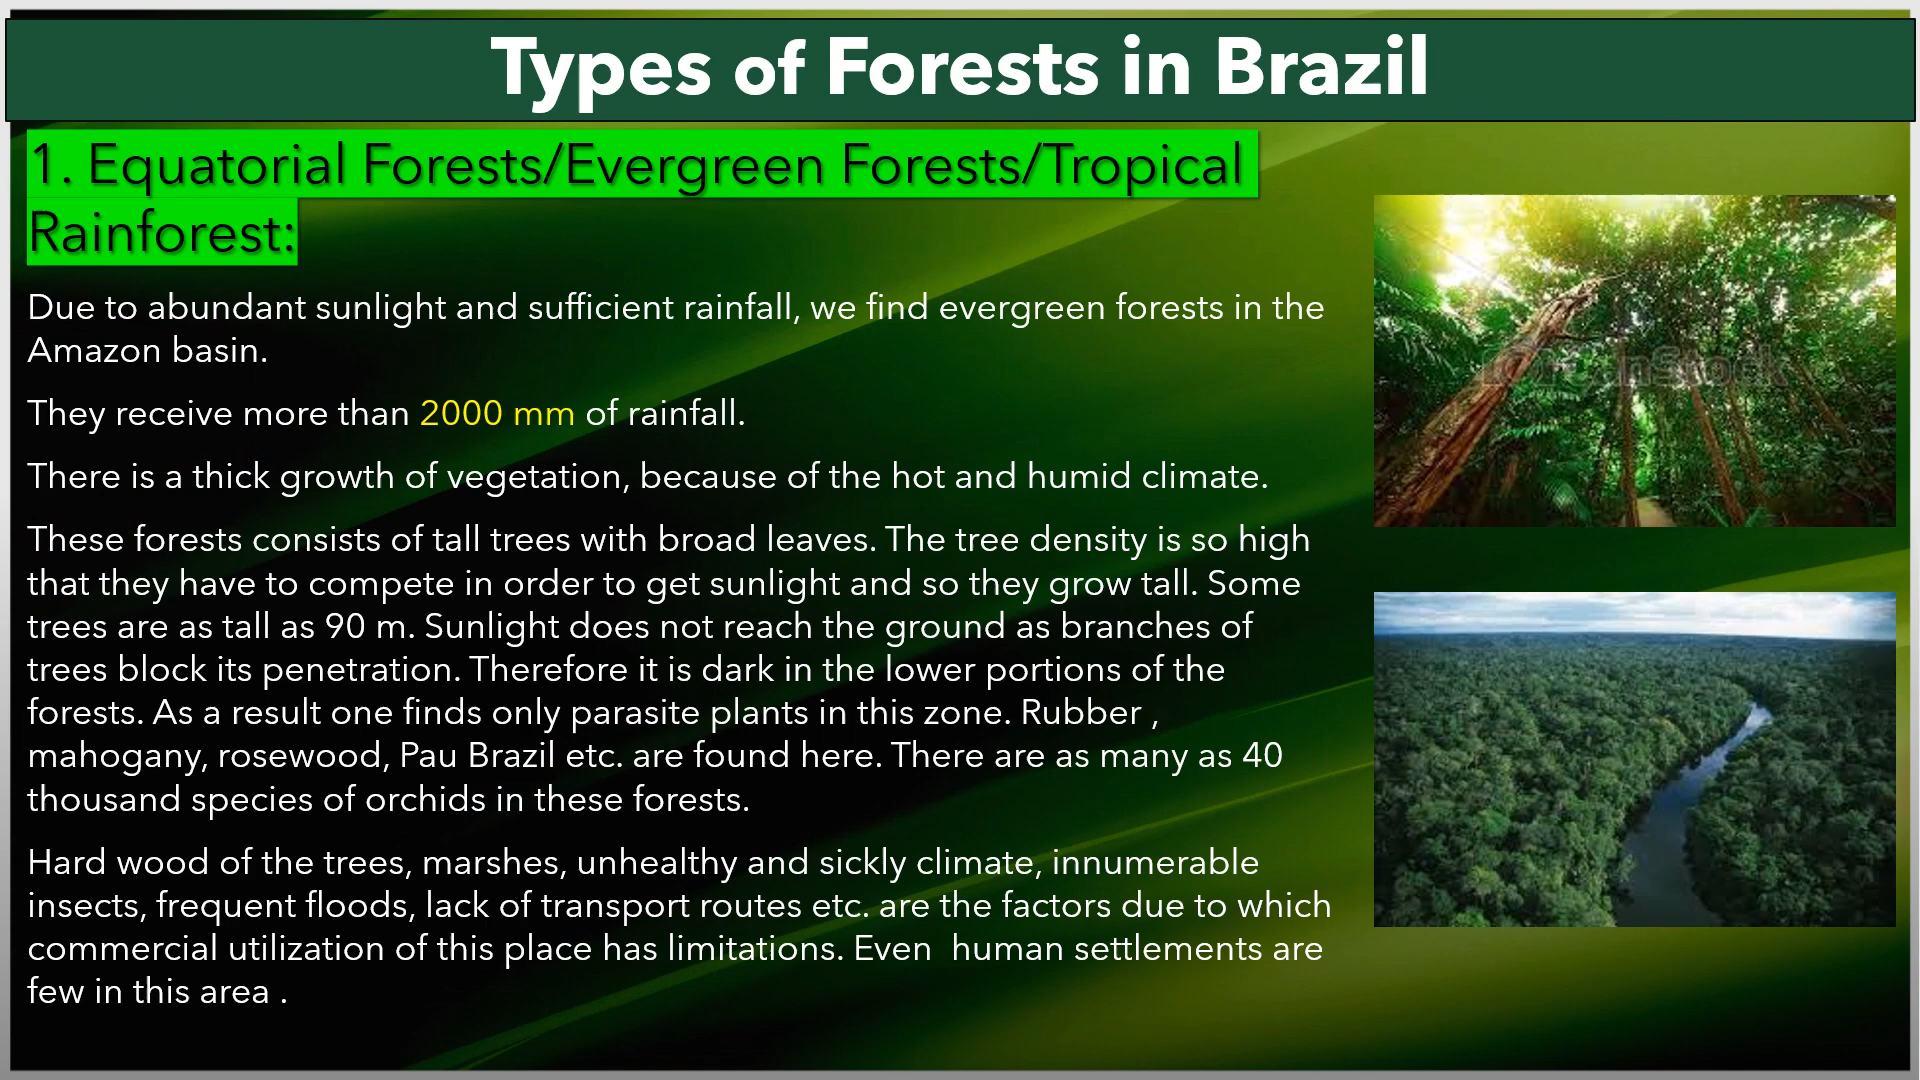 Types of Forests in Brazil
1. Equatorial Forests/Evergreen Forests/Tropical
Rainforest:
Due to abundant sunlight and sufficient rainfall, we find evergreen forests in the
Amazon basin.
They receive more than 2000 mm of rainfall.
There is a thick growth of vegetation, because of the hot and humid climate.
These forests consists of tall trees with broad leaves. The tree density is so high
that they have to compete in order to get sunlight and so they grow tall. Some
trees are as tall as 90 m. Sunlight does not reach the ground as branches of
trees block its penetration. Therefore it is dark in the lower portions of the
forests. As a result one finds only parasite plants in this zone. Rubber ,
mahogany, rosewood, Pau Brazil etc. are found here. There are as many as 40
thousand species of orchids in these forests.
Hard wood of the trees, marshes, unhealthy and sickly climate, innumerable
insects, frequent floods, lack of transport routes etc. are the factors due to which
commercial utilization of this place has limitations. Even  human settlements are
few in this area .